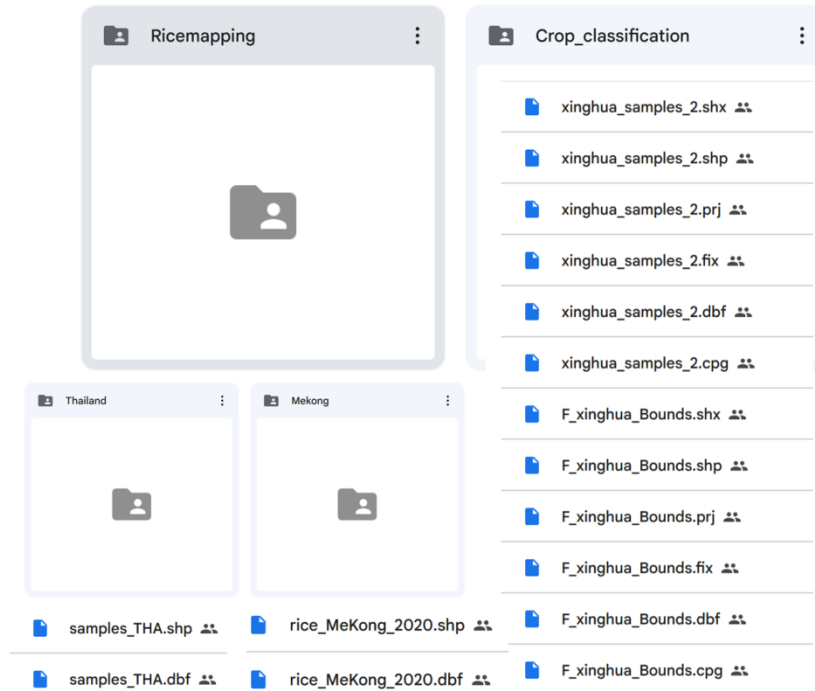 Ricemapping
Crop_classification
xinghua_samples_2.shx
xinghua_samples_2.shp
xinghua_samples_2.prj
xinghua_samples_2.fix
xinghua_samples_2.dbf
xinghua_samples_2.cpg
F_xinghua_Bounds.shx
F_xinghua_Bounds.shp
F_xinghua_Bounds.prj
F_xinghua_Bounds.fix
F_xinghua_Bounds.dbf
F_xinghua_Bounds.cpg
Thailand
samples_THA.shp
samples_THA.dbf
Mekong
rice_MeKong_2020.shp
rice_MeKong_2020.dbf